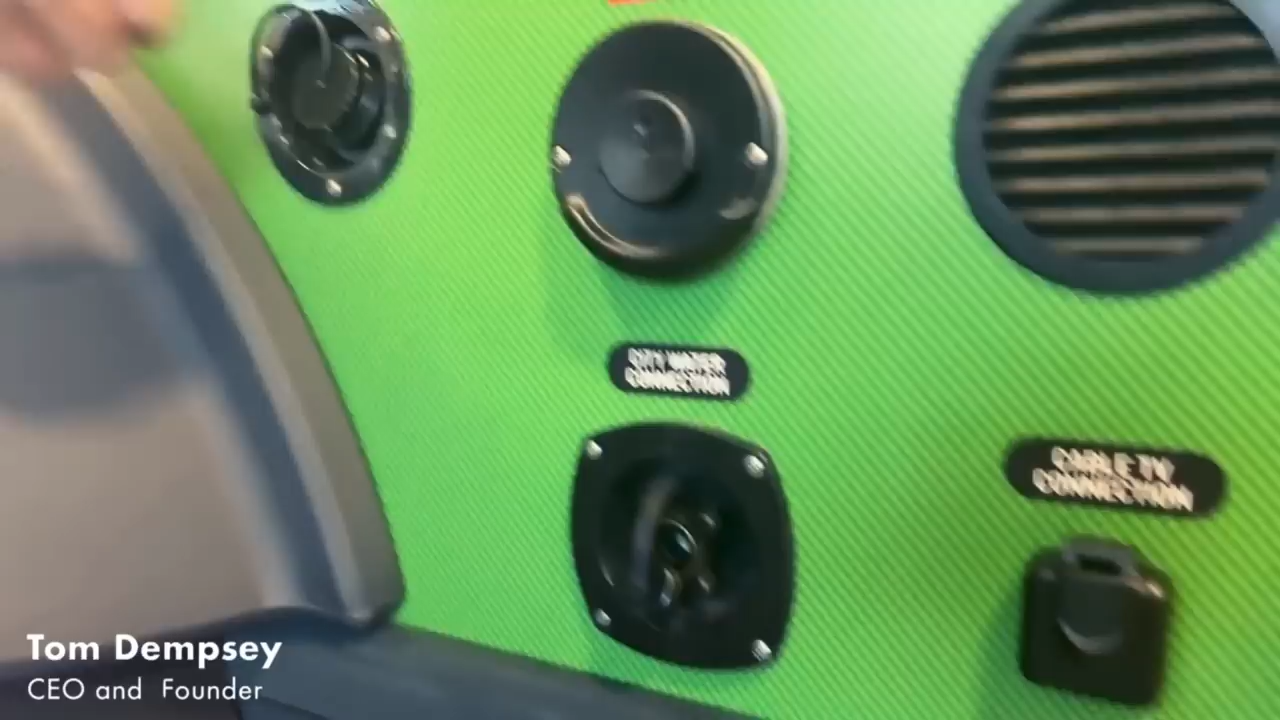 CITY WATER
CONNECTION
CABLE TV
CONNECTION
Tom Dempsey
CEO and Founder